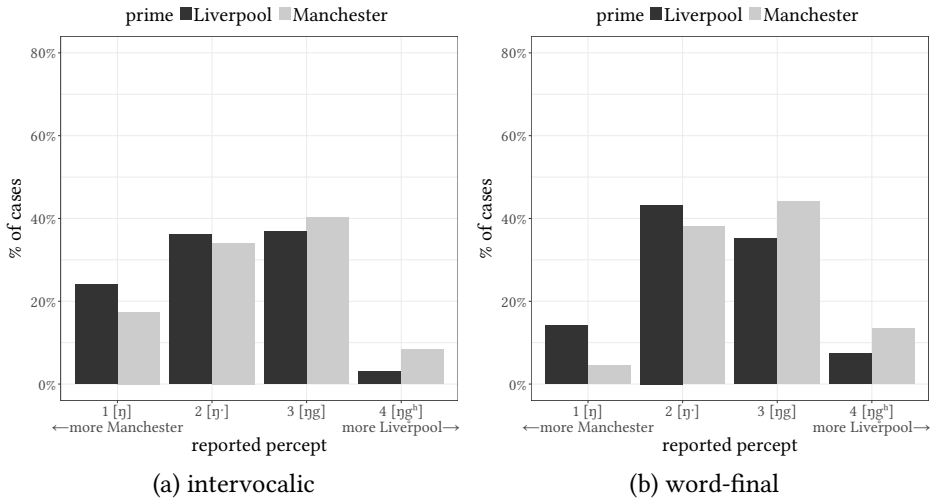 prime Liverpool Manchester
80%
60%
40%
20%
0%
% of cases
1 [ŋ] 2 [ŋˑ] 3 [ŋg] 4 [ŋg̊ʰ]
←more Manchester more Liverpool→
reported percept
(a) intervocalic
prime Liverpool Manchester
80%
60%
40%
20%
0%
% of cases
1 [ŋ] 2 [ŋˑ] 3 [ŋg] 4 [ŋg̊ʰ]
←more Manchester more Liverpool→
reported percept
(b) word-final